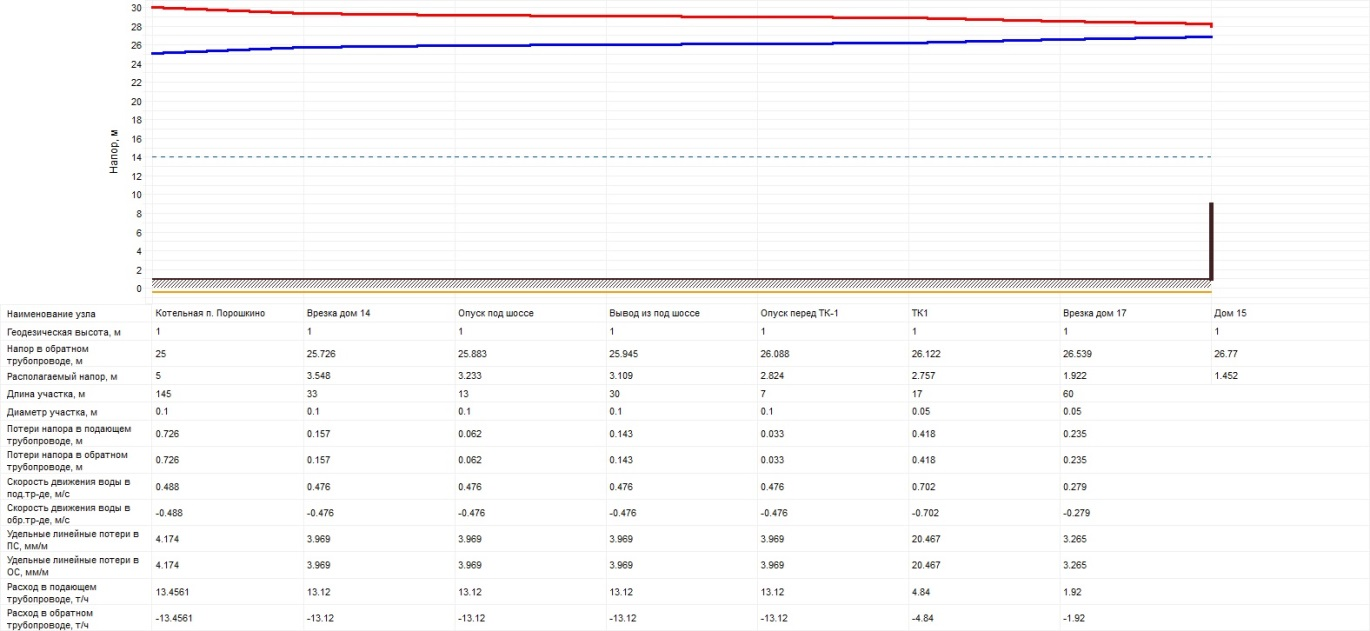 30
28
26
24
22
20
18
16
14
12
10
8
6
4
2
0
Напор, м
Наименование узла Котельная п. Порошкино Врезка дом 14 Опуск под шоссе Вывод из под шоссе Опуск перед ТК-1 ТК1 Врезка дом 17 Дом 15
Геодезическая высота, м 1 1 1 1 1 1 1 1
Напор в обратном
трубопроводе, м 25 25.726 25.883 25.945 26.088 26.122 26.539 26.77
Располагаемый напор, м 5 3.548 3.233 3.109 2.824 2.757 1.922 1.452
Длина участка, м 145 33 13 30 7 17 60
Диаметр участка, м 0.1 0.1 0.1 0.1 0.1 0.05 0.05
Потери напора в подающем
трубопроводе, м 0.726 0.157 0.062 0.143 0.033 0.418 0.235
Потери напора в обратном
трубопроводе, м 0.726 0.157 0.062 0.143 0.033 0.418 0.235
Скорость движения воды в
под.тр-де, м/с 0.488 0.476 0.476 0.476 0.476 0.702 0.279
Скорость движения воды в
обр.тр-де, м/с -0.488 -0.476 -0.476 -0.476 -0.476 -0.702 -0.279
Удельные линейные потери в
ПС, мм/м 4.174 3.969 3.969 3.969 3.969 20.467 3.265
Удельные линейные потери в
ОС, мм/м 4.174 3.969 3.969 3.969 3.969 20.467 3.265
Расход в подающем
трубопроводе, т/ч 13.4561 13.12 13.12 13.12 13.12 4.84 1.92
Расход в обратном
трубопроводе, т/ч -13.4561 -13.12 -13.12 -13.12 -13.12 -4.84 -1.92